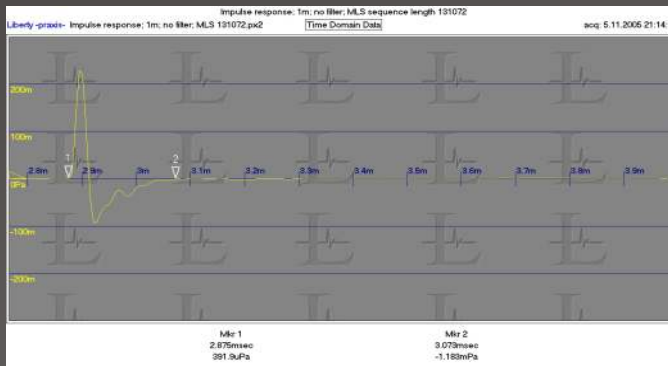 Impulse response; 1m; no filter; MLS sequence length 131072
Liberty -praxis- Impulse response; 1m; no filter; MLS 131.px2 Time Domain Data acq: 5.11.2005 21:14:
200m
100m
1 2
2.8m 2.9m 3m 3.1m 3.2m 3.3m 3.4m 3.5m 3.6m 3.7m 3.8m 3.9m
0Pa
-100m
-200m
Mkr 1 Mkr 2
2.875msec 3.073msec
391.9uPa -1.183mPa